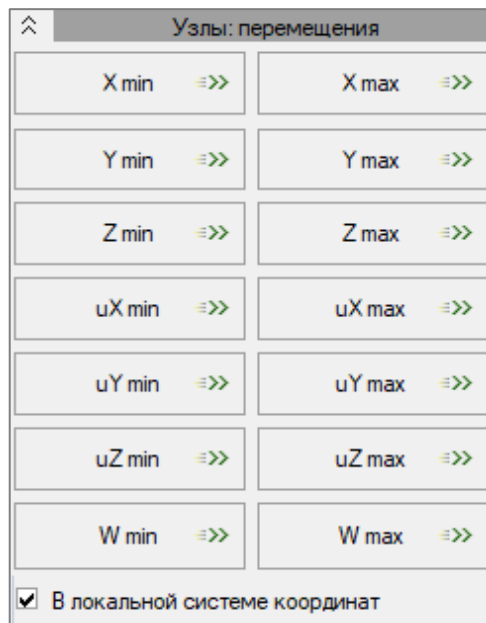 Узлы: перемещения
X min X max
Y min Y max
Z min Z max
uX min uX max
uY min uY max
uZ min uZ max
W min W max
В локальной системе координат